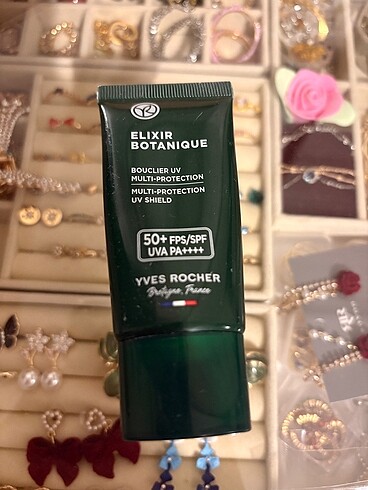 YR
ELIXIR
BOTANIQUE
BOUCLIER UV
MULTI-PROTECTION
MULTI-PROTECTION
UV SHIELD
50+ FPS/SPF
UVA PA++++
YVES ROCHER
Bretagne, France